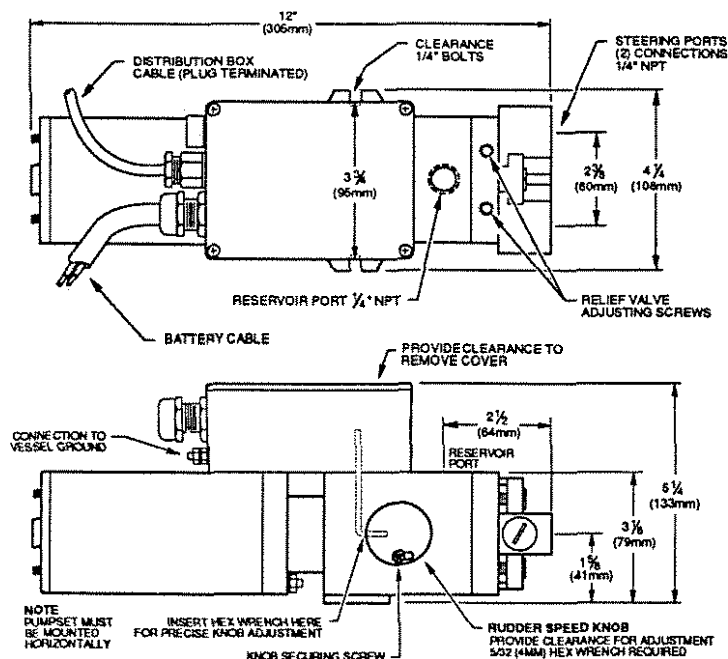 12"
(305mm)
DISTRIBUTION BOX
CABLE (PLUG TERMINATED)
CLEARANCE
1/4" BOLTS
STEERING PORTS
(2) CONNECTIONS
1/4" NPT
3 3/4
(95mm)
2 3/8
(60mm)
4 1/4
(108mm)
RESERVOIR PORT 1/4" NPT
RELIEF VALVE
ADJUSTING SCREWS
BATTERY CABLE
PROVIDE CLEARANCE TO
REMOVE COVER
2 1/2
(64mm)
CONNECTION TO
VESSEL GROUND
RESERVOIR
PORT
5 1/4
(133mm)
3 1/8
(79mm)
1 5/8
(41mm)
NOTE
PUMPSET MUST
BE MOUNTED
HORIZONTALLY
INSERT HEX WRENCH HERE
FOR PRECISE KNOB ADJUSTMENT
KNOB SECURING SCREW
RUDDER SPEED KNOB
PROVIDE CLEARANCE FOR ADJUSTMENT
5/32 (4MM) HEX WRENCH REQUIRED